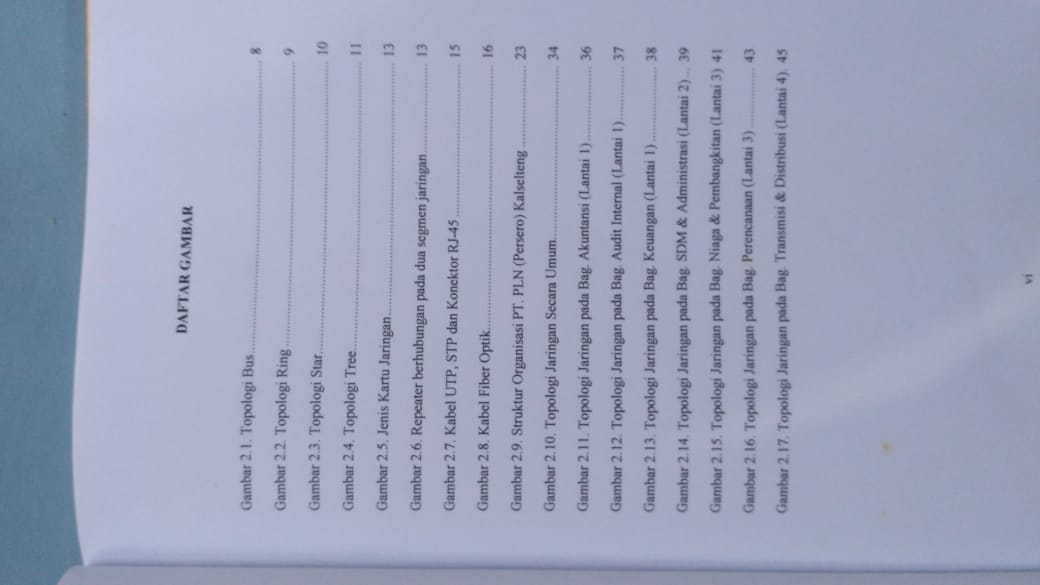 DAFTAR GAMBAR
Gambar 2.1. Topologi Bus 8
Gambar 2.2. Topologi Ring 9
Gambar 2.3. Topologi Star 10
Gambar 2.4. Topologi Tree 11
Gambar 2.5. Jenis Kartu Jaringan 13
Gambar 2.6. Repeater berhubungan pada dua segmen jaringan 13
Gambar 2.7. Kabel UTP, STP dan Konektor RJ-45 15
Gambar 2.8. Kabel Fiber Optik 16
Gambar 2.9. Struktur Organisasi PT. PLN (Persero) Kalselteng 23
Gambar 2.10. Topologi Jaringan Secara Umum 34
Gambar 2.11. Topologi Jaringan pada Bag. Akuntansi (Lantai 1) 36
Gambar 2.12. Topologi Jaringan pada Bag. Audit Internal (Lantai 1) 37
Gambar 2.13. Topologi Jaringan pada Bag. Keuangan (Lantai 1) 38
Gambar 2.14. Topologi Jaringan pada Bag. SDM & Administrasi (Lantai 2) 39
Gambar 2.15. Topologi Jaringan pada Bag. Niaga & Pembangkitan (Lantai 3) 41
Gambar 2.16. Topologi Jaringan pada Bag. Perencanaan (Lantai 3) 43
Gambar 2.17. Topologi Jaringan pada Bag. Transmisi & Distribusi (Lantai 4) 45
vi